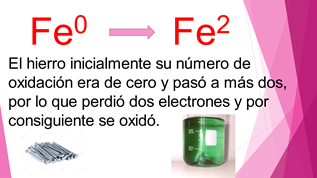 Fe⁰ → Fe²
El hierro inicialmente su número de
oxidación era de cero y pasó a más dos,
por lo que perdió dos electrones y por
consiguiente se oxidó.